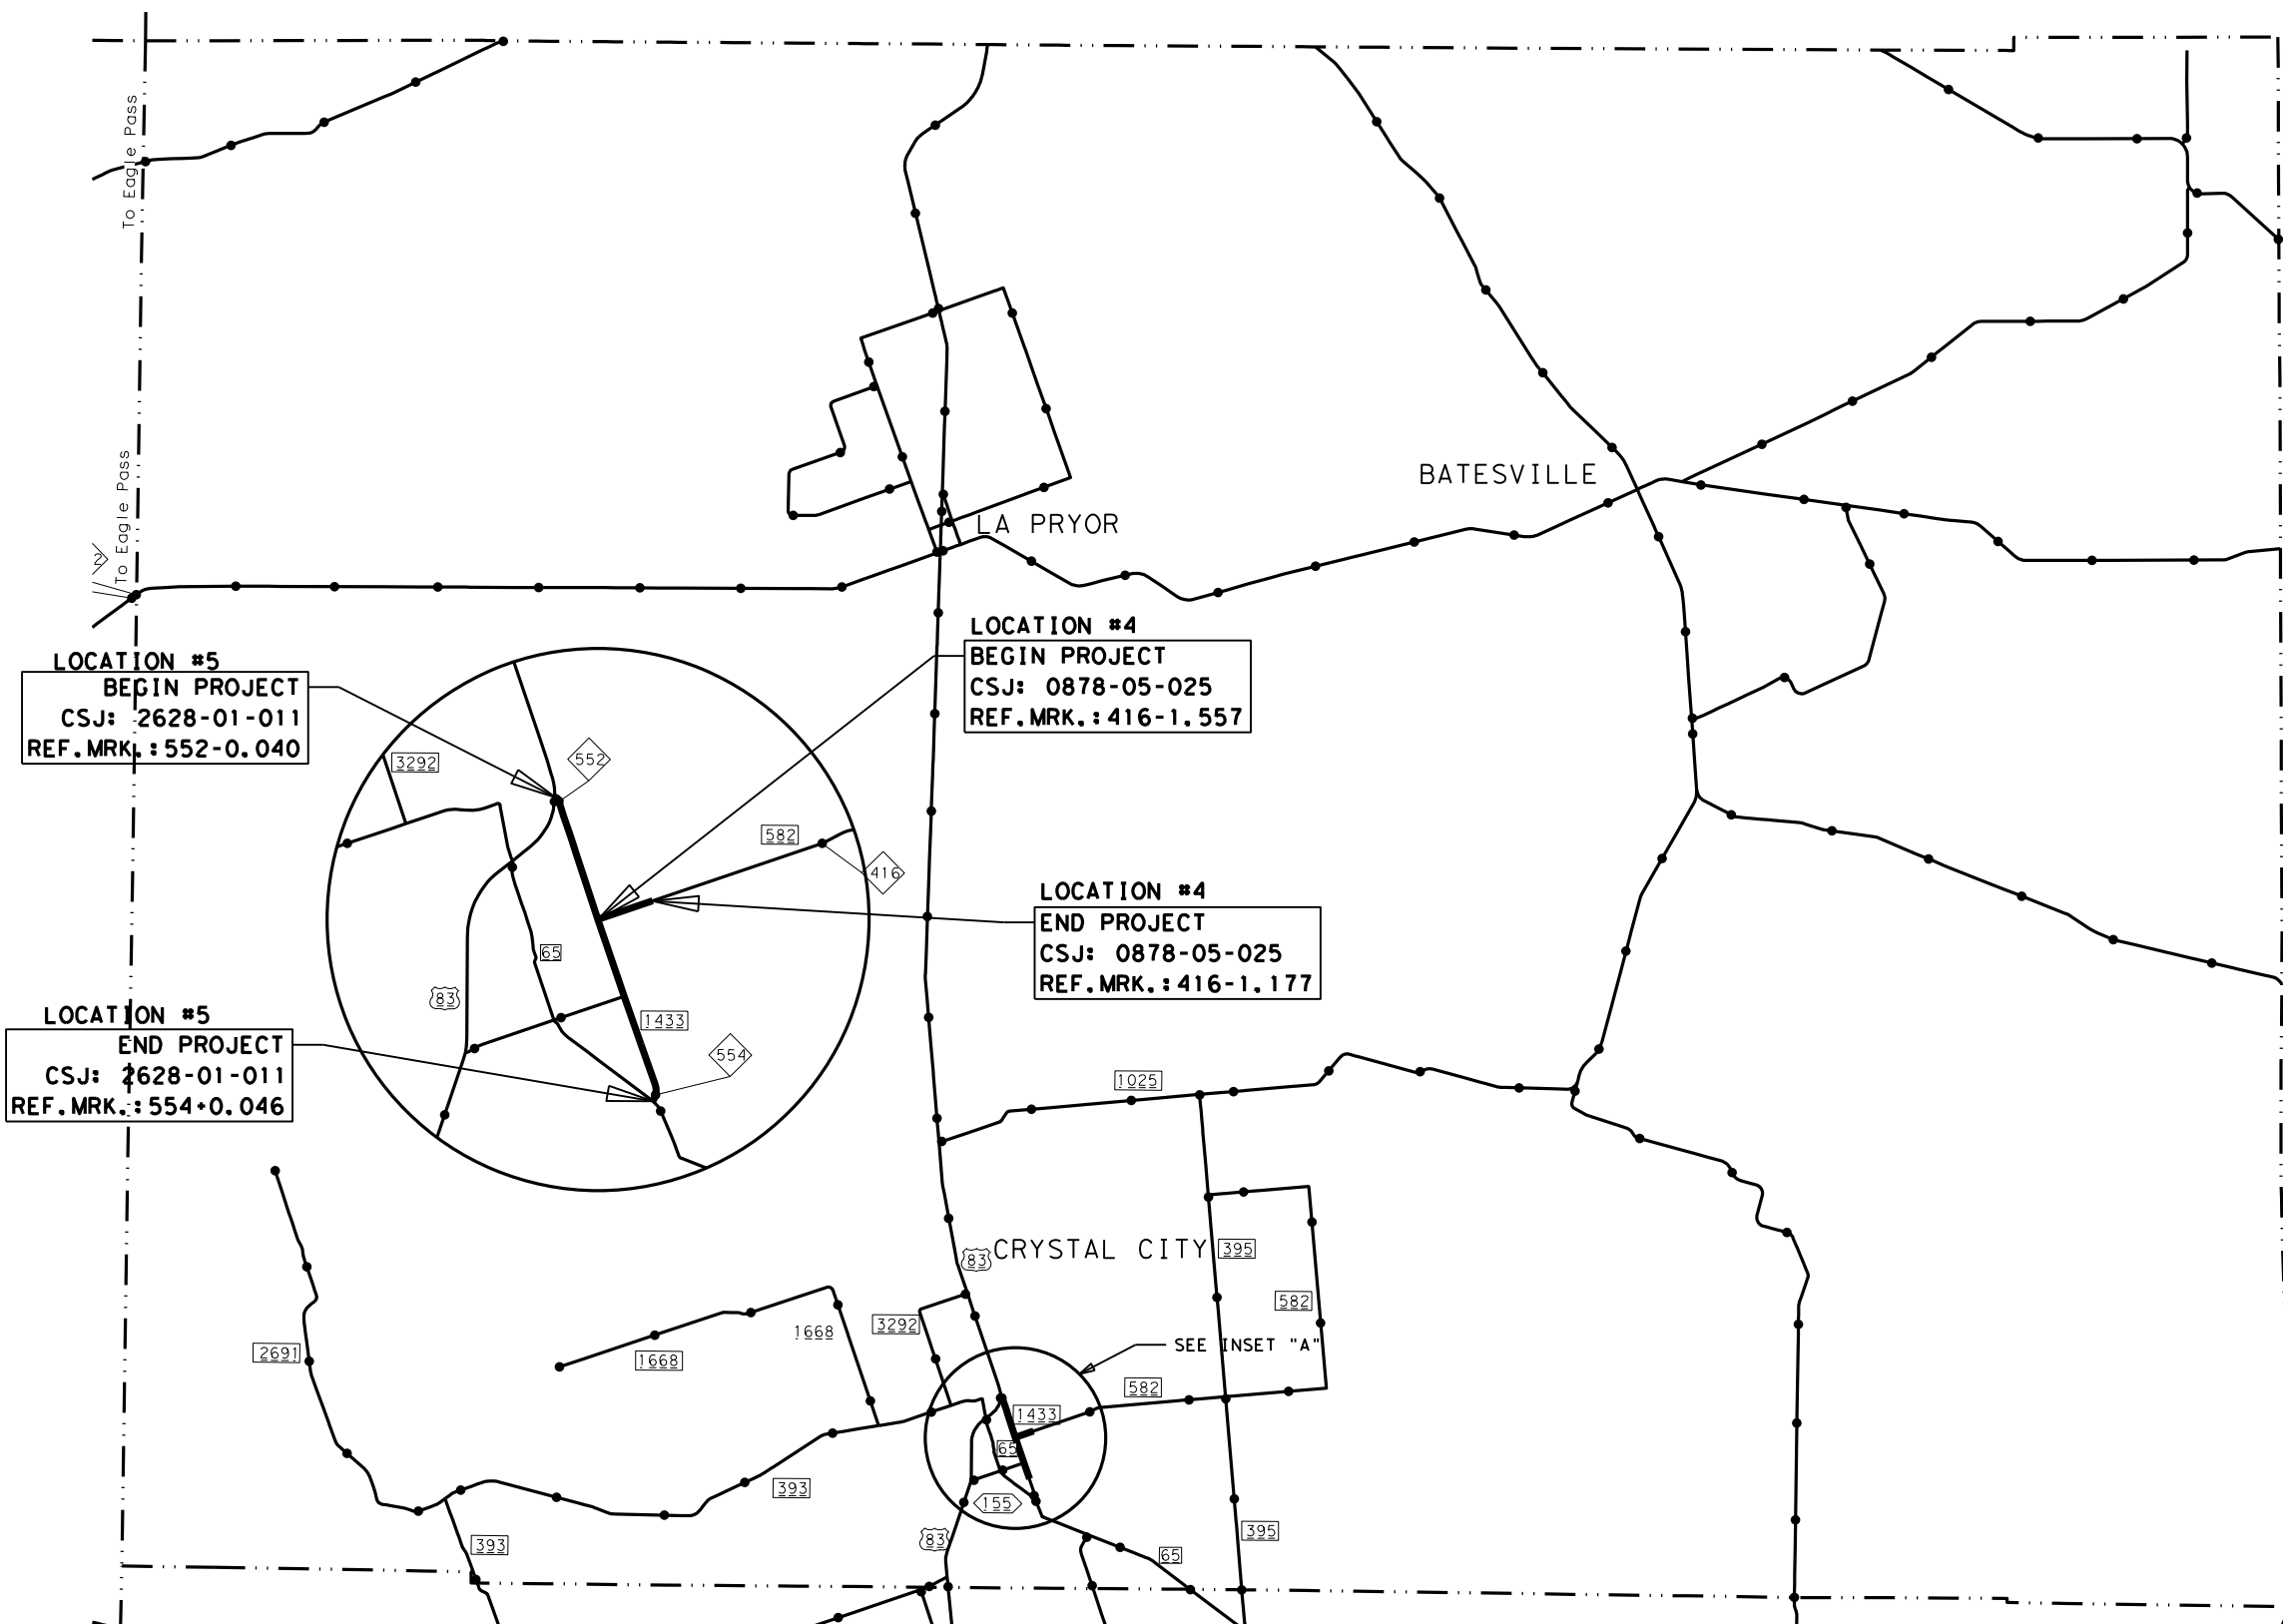 To Eagle Pass
BATESVILLE
LA PRYOR
To Eagle Pass
2
LOCATION #4
BEGIN PROJECT
CSJ: 0878-05-025
REF.MRK.:416-1.557
LOCATION #5
BEGIN PROJECT
CSJ: 2628-01-011
REF.MRK.:552-0.040
552
3292
582
416
LOCATION #4
END PROJECT
CSJ: 0878-05-025
REF.MRK.:416-1.177
65
83
1433
LOCATION #5
END PROJECT
CSJ: 2628-01-011
REF.MRK.:554+0.046
554
1025
83
CRYSTAL CITY
395
582
3292
1668
SEE INSET "A"
2691
1668
582
1433
65
393
155
83
395
393
65